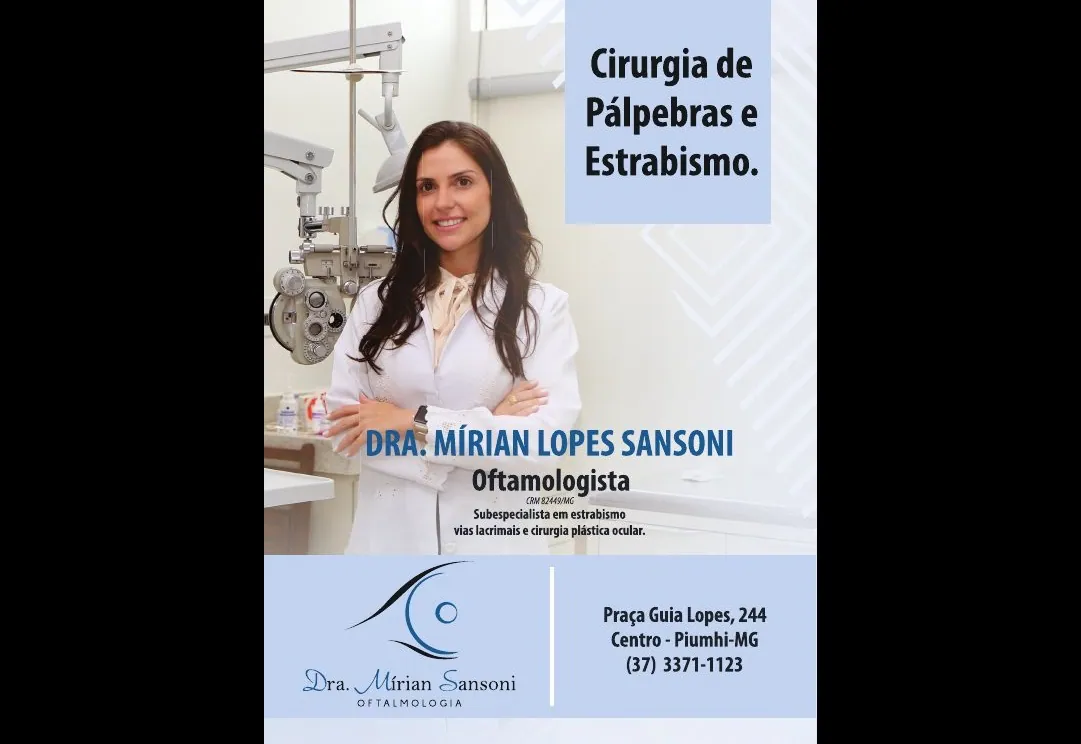 Cirurgia de
Pálpebras e
Estrabismo.
DRA. MÍRIAN LOPES SANSONI
Oftamologista
CRM 82449/MG
Subespecialista em estrabismo
vias lacrimais e cirurgia plástica ocular.
Dra. Mírian Sansoni
OFTALMOLOGIA
Praça Guia Lopes, 244
Centro - Piumhi-MG
(37) 3371-1123